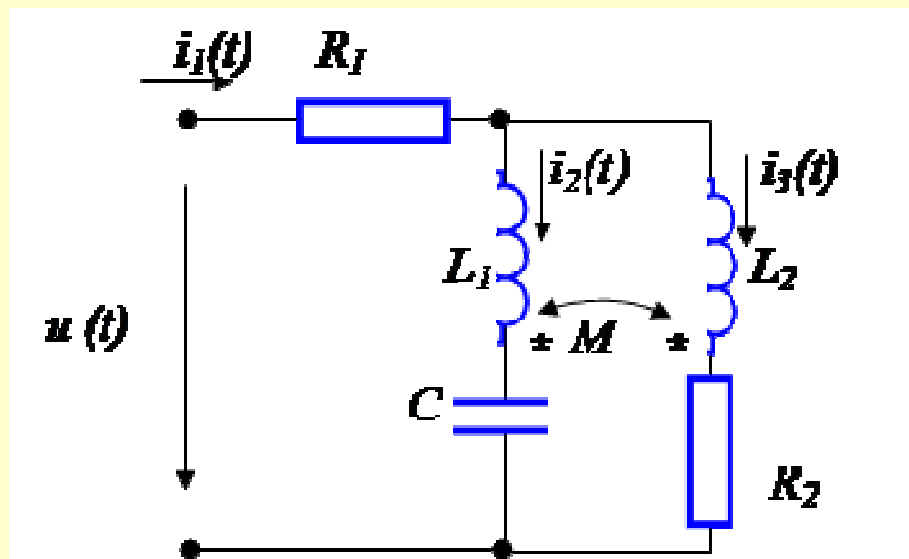 i₁(t) R₁
i₂(t) i₃(t)
L₁ L₂
u (t) * M *
C
R₂